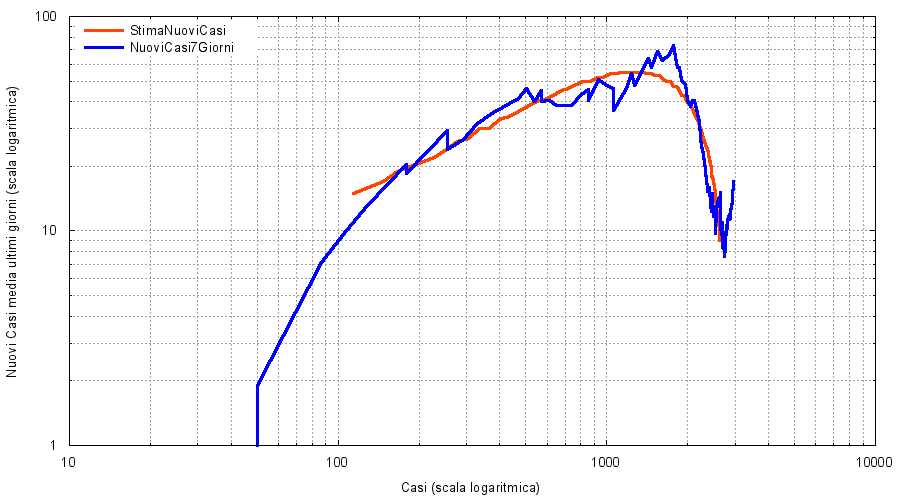 100
StimaNuoviCasi
NuoviCasi7Giorni
Nuovi Casi media ultimi giorni (scala logaritmica)
10
1
10
100
1000
10000
Casi (scala logaritmica)